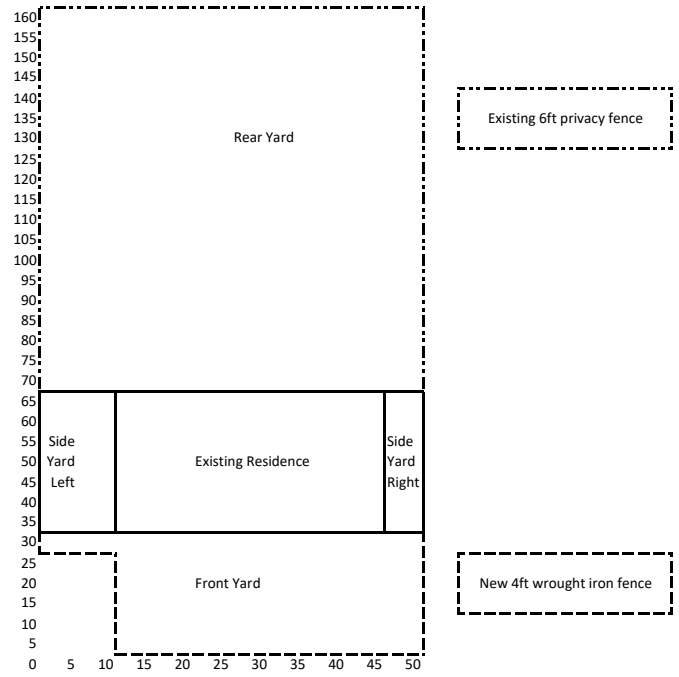 160
155
150
145
140
135
130
125
120
115
110
105
100
95
90
85
80
75
70
65
60
55
50
45
40
35
30
25
20
15
10
5
0 5 10 15 20 25 30 35 40 45 50
Rear Yard
Existing 6ft privacy fence
Side
Yard
Left
Existing Residence
Side
Yard
Right
Front Yard
New 4ft wrought iron fence